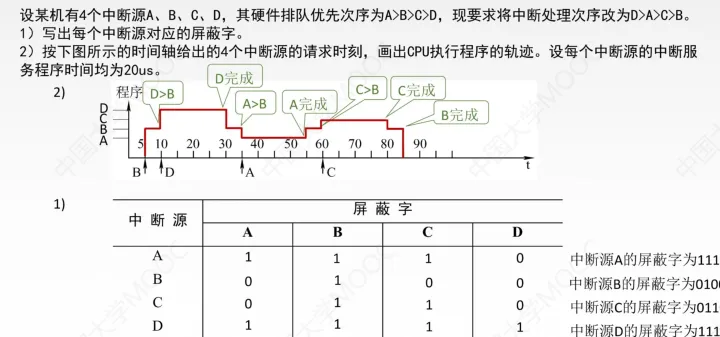 设某机有4个中断源A、B、C、D，其硬件排队优先次序为A>B>C>D，现要求将中断处理次序改为D>A>C>B。
1）写出每个中断源对应的屏蔽字。
2）按下图所示的时间轴给出的4个中断源的请求时刻，画出CPU执行程序的轨迹。设每个中断源的中断服
务程序时间均为20us。
2) 程序 D>B D完成 A>B A完成 C>B C完成 B完成
D
C
B
A
5 10 20 30 40 50 60 70 80 90
t
B D A C
1)
中断源 屏蔽字
A B C D
A 1 1 1 0 中断源A的屏蔽字为111
B 0 1 0 0 中断源B的屏蔽字为0100
C 0 1 1 0 中断源C的屏蔽字为011
D 1 1 1 1 中断源D的屏蔽字为111
中国大学MOOC